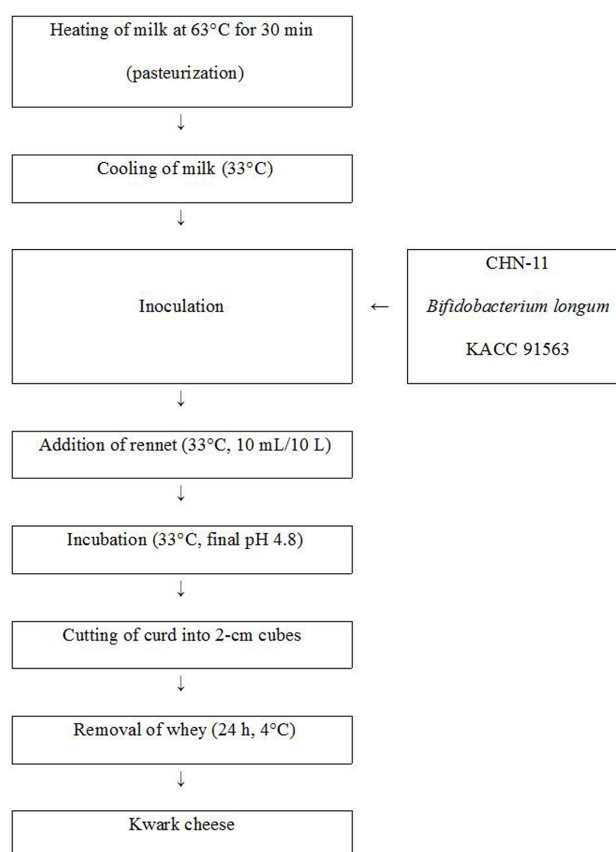 Heating of milk at 63°C for 30 min
(pasteurization)
↓
Cooling of milk (33°C)
↓
Inoculation
←
CHN-11
Bifidobacterium longum
KACC 91563
↓
Addition of rennet (33°C, 10 mL/10 L)
↓
Incubation (33°C, final pH 4.8)
↓
Cutting of curd into 2-cm cubes
↓
Removal of whey (24 h, 4°C)
↓
Kwark cheese